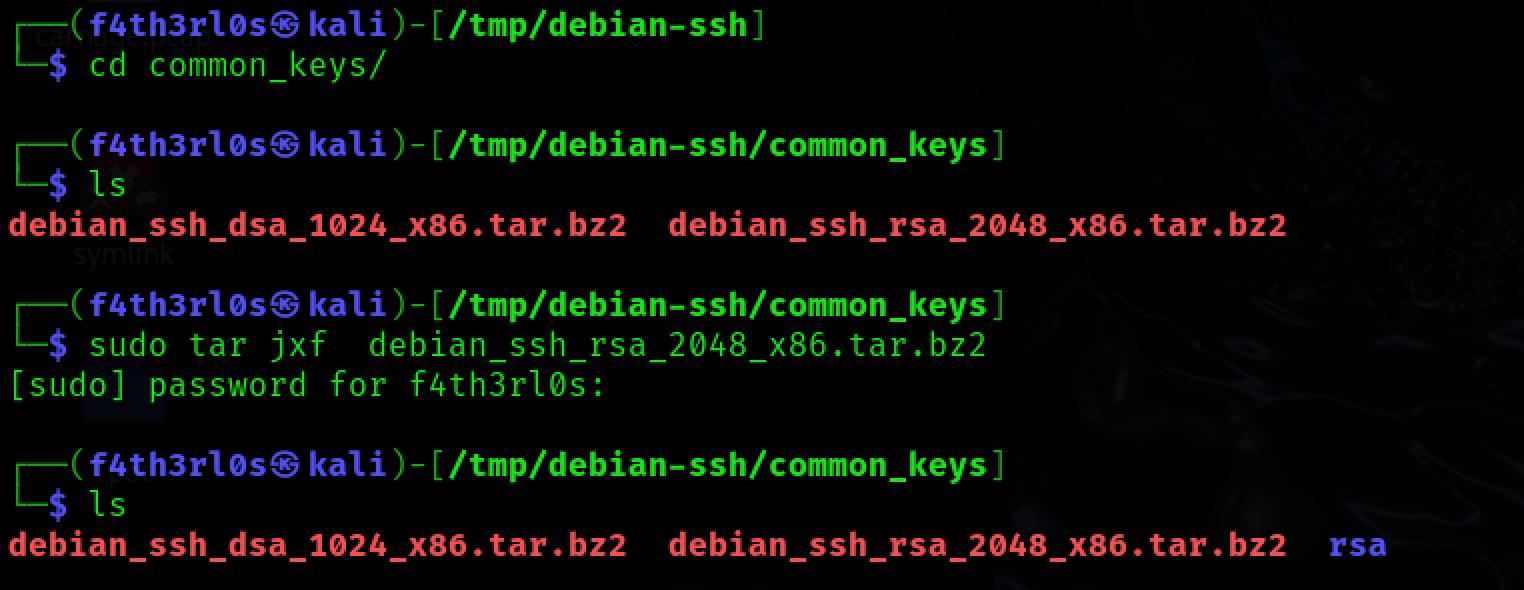 ┌──(f4th3rl0s㉿kali)-[/tmp/debian-ssh]
└─$ cd common_keys/
┌──(f4th3rl0s㉿kali)-[/tmp/debian-ssh/common_keys]
└─$ ls
debian_ssh_dsa_1024_x86.tar.bz2  debian_ssh_rsa_2048_x86.tar.bz2
symlink
┌──(f4th3rl0s㉿kali)-[/tmp/debian-ssh/common_keys]
└─$ sudo tar jxf  debian_ssh_rsa_2048_x86.tar.bz2
[sudo] password for f4th3rl0s:
┌──(f4th3rl0s㉿kali)-[/tmp/debian-ssh/common_keys]
└─$ ls
debian_ssh_dsa_1024_x86.tar.bz2  debian_ssh_rsa_2048_x86.tar.bz2  rsa